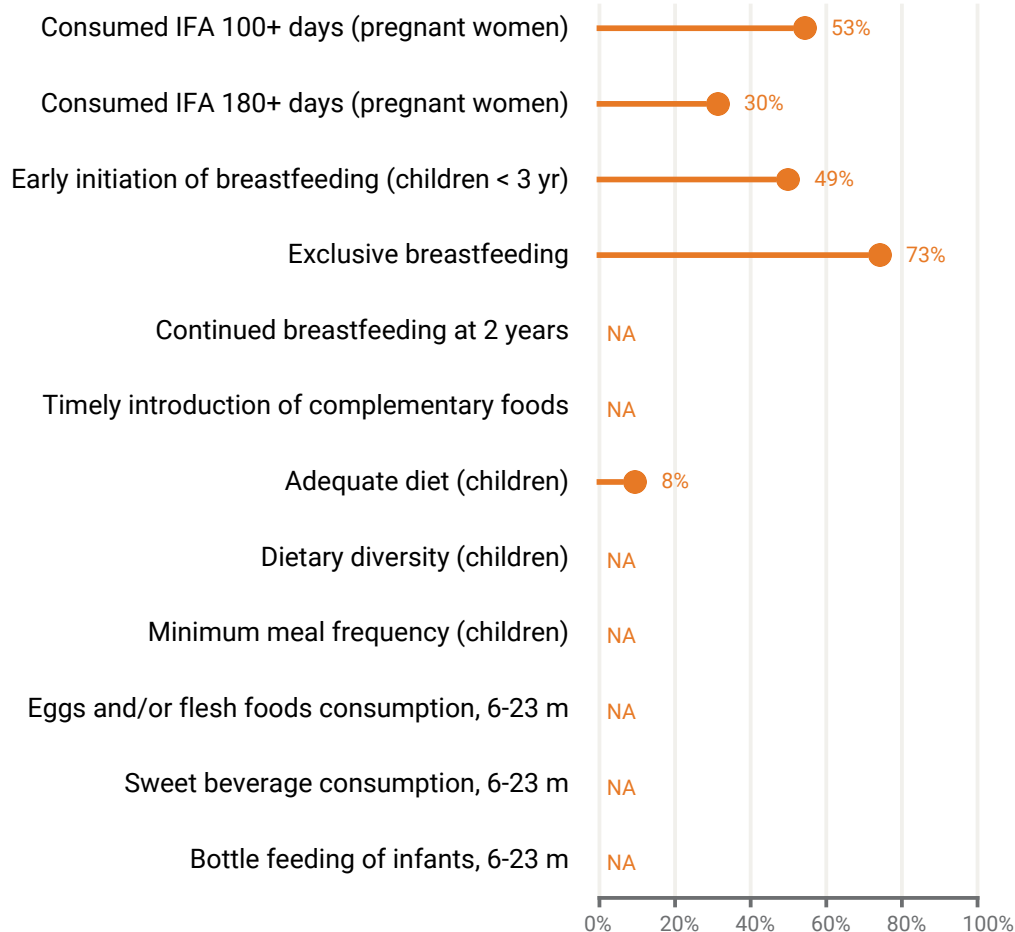 Consumed IFA 100+ days (pregnant women) 53%
Consumed IFA 180+ days (pregnant women) 30%
Early initiation of breastfeeding (children < 3 yr) 49%
Exclusive breastfeeding 73%
Continued breastfeeding at 2 years NA
Timely introduction of complementary foods NA
Adequate diet (children) 8%
Dietary diversity (children) NA
Minimum meal frequency (children) NA
Eggs and/or flesh foods consumption, 6-23 m NA
Sweet beverage consumption, 6-23 m NA
Bottle feeding of infants, 6-23 m NA
0% 20% 40% 60% 80% 100%